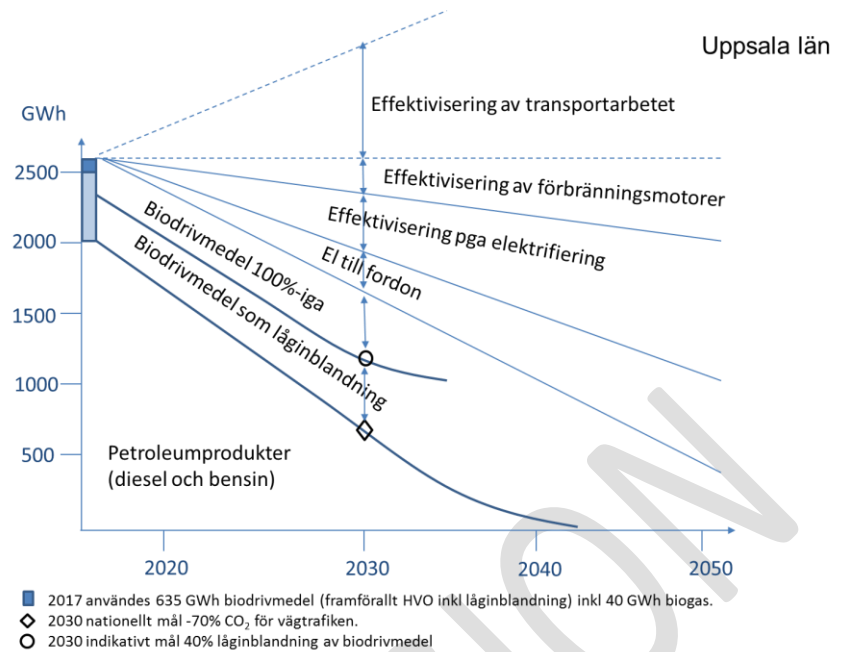 Uppsala län
GWh
Effektivisering av transportarbetet
2500
Effektivisering av förbränningsmotorer
Effektivisering pga elektrifiering
El till fordon
2000
Biodrivmedel 100%-iga
Biodrivmedel som låginblandning
1500
1000
500
Petroleumprodukter
(diesel och bensin)
2020
2030
2040
2050
2017 användes 635 GWh biodrivmedel (framförallt HVO inkl låginblandning) inkl 40 GWh biogas.
2030 nationellt mål -70% CO₂ för vägtrafiken.
2030 indikativt mål 40% låginblandning av biodrivmedel
ION